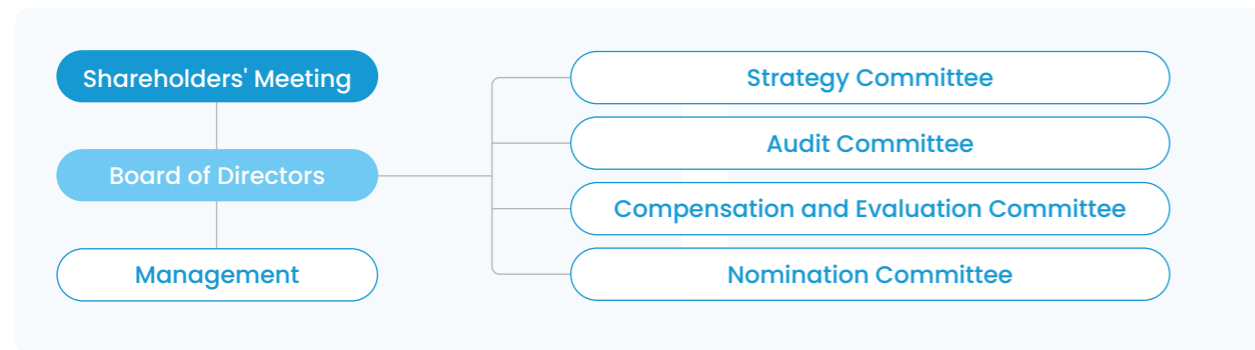 Shareholders' Meeting
Board of Directors
Management
Strategy Committee
Audit Committee
Compensation and Evaluation Committee
Nomination Committee